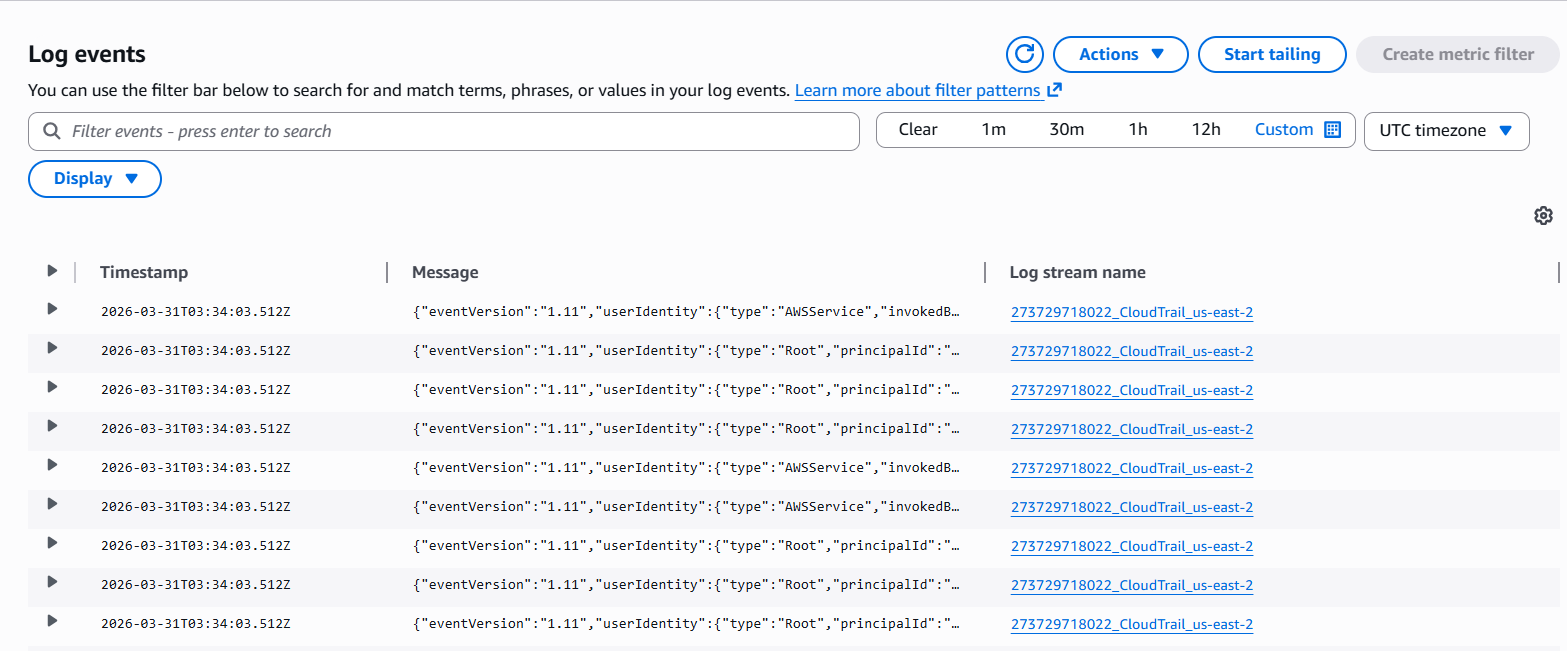 Log events
Actions ▼
Start tailing
Create metric filter
You can use the filter bar below to search for and match terms, phrases, or values in your log events. Learn more about filter patterns
Filter events - press enter to search
Clear 1m 30m 1h 12h Custom
UTC timezone ▼
Display ▼
Timestamp Message Log stream name
2026-03-31T03:34:03.512Z {"eventVersion":"1.11","userIdentity":{"type":"AWSService","invokedB… 273729718022_CloudTrail_us-east-2
2026-03-31T03:34:03.512Z {"eventVersion":"1.11","userIdentity":{"type":"Root","principalId":"… 273729718022_CloudTrail_us-east-2
2026-03-31T03:34:03.512Z {"eventVersion":"1.11","userIdentity":{"type":"Root","principalId":"… 273729718022_CloudTrail_us-east-2
2026-03-31T03:34:03.512Z {"eventVersion":"1.11","userIdentity":{"type":"Root","principalId":"… 273729718022_CloudTrail_us-east-2
2026-03-31T03:34:03.512Z {"eventVersion":"1.11","userIdentity":{"type":"AWSService","invokedB… 273729718022_CloudTrail_us-east-2
2026-03-31T03:34:03.512Z {"eventVersion":"1.11","userIdentity":{"type":"AWSService","invokedB… 273729718022_CloudTrail_us-east-2
2026-03-31T03:34:03.512Z {"eventVersion":"1.11","userIdentity":{"type":"Root","principalId":"… 273729718022_CloudTrail_us-east-2
2026-03-31T03:34:03.512Z {"eventVersion":"1.11","userIdentity":{"type":"Root","principalId":"… 273729718022_CloudTrail_us-east-2
2026-03-31T03:34:03.512Z {"eventVersion":"1.11","userIdentity":{"type":"Root","principalId":"… 273729718022_CloudTrail_us-east-2